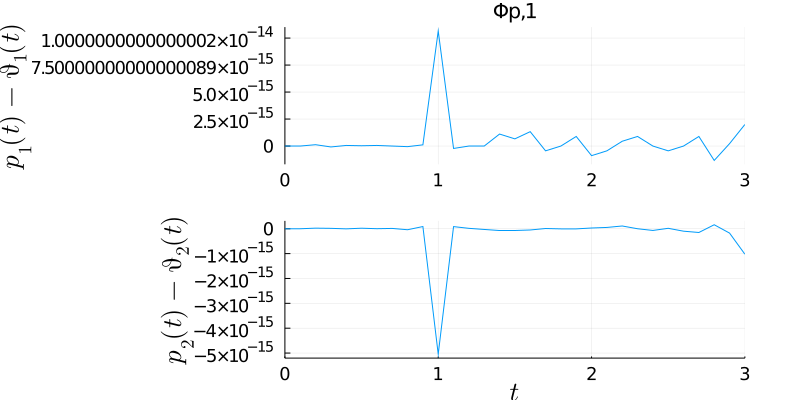 Φp,1
p₁(t) − ϑ₁(t)
1.0000000000000002×10⁻¹⁴
7.500000000000000089×10⁻¹⁵
5.0×10⁻¹⁵
2.5×10⁻¹⁵
0
0 1 2 3
p₂(t) − ϑ₂(t)
0
−1×10⁻¹⁵
−2×10⁻¹⁵
−3×10⁻¹⁵
−4×10⁻¹⁵
−5×10⁻¹⁵
0 1 2 3
t